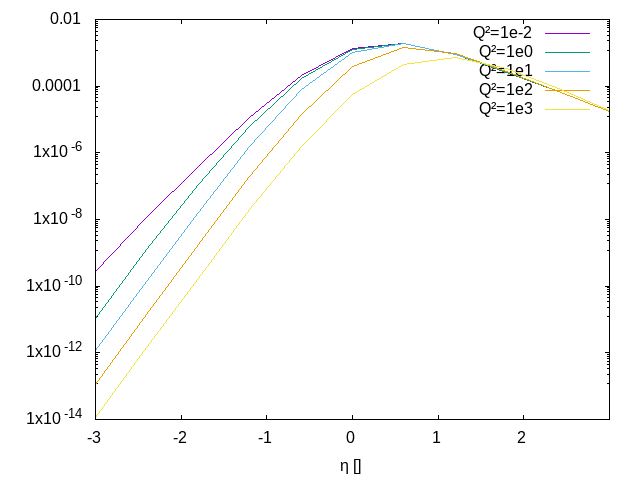 0.01
0.0001
1x10⁻⁶
1x10⁻⁸
1x10⁻¹⁰
1x10⁻¹²
1x10⁻¹⁴
Q²=1e-2
Q²=1e0
Q²=1e1
Q²=1e2
Q²=1e3
-3 -2 -1 0 1 2
η []